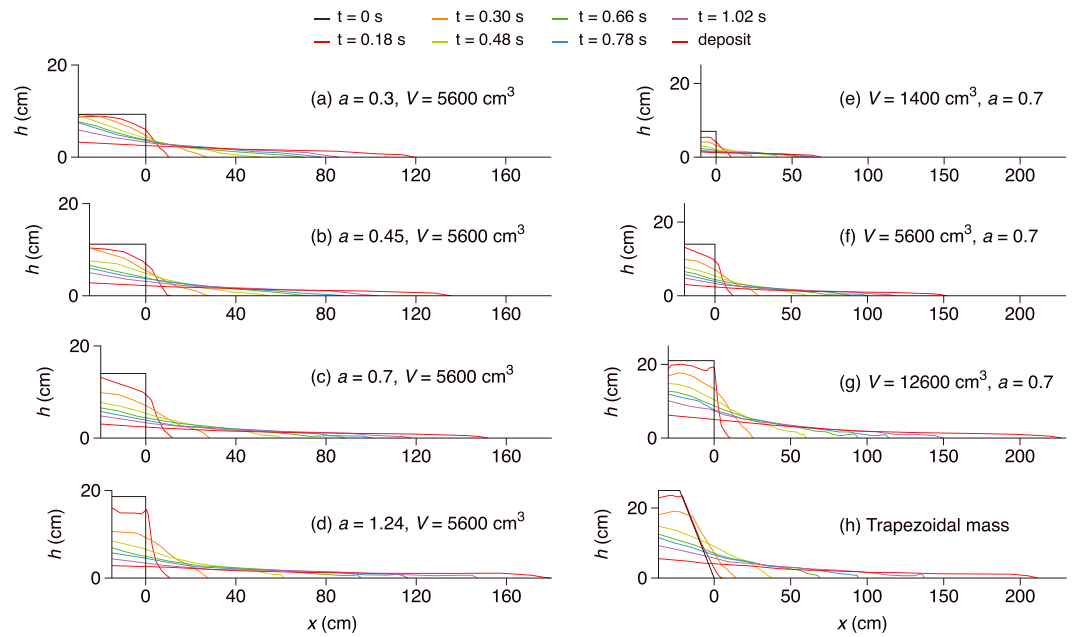 t = 0 s
t = 0.30 s
t = 0.66 s
t = 1.02 s
t = 0.18 s
t = 0.48 s
t = 0.78 s
deposit
h (cm)
20
0
(a) a = 0.3, V = 5600 cm³
0 40 80 120 160
h (cm)
20
0
(b) a = 0.45, V = 5600 cm³
0 40 80 120 160
h (cm)
20
0
(c) a = 0.7, V = 5600 cm³
0 40 80 120 160
h (cm)
20
0
(d) a = 1.24, V = 5600 cm³
0 40 80 120 160
x (cm)
h (cm)
20
0
(e) V = 1400 cm³, a = 0.7
0 50 100 150 200
h (cm)
20
0
(f) V = 5600 cm³, a = 0.7
0 50 100 150 200
h (cm)
20
0
(g) V = 12600 cm³, a = 0.7
0 50 100 150 200
h (cm)
20
0
(h) Trapezoidal mass
0 50 100 150 200
x (cm)